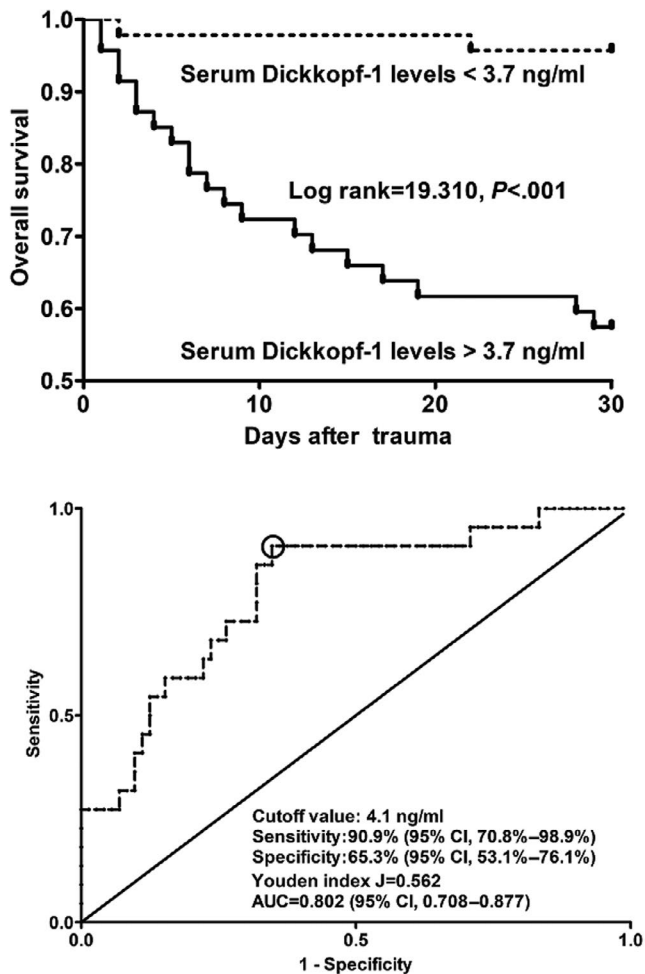 1.0
0.9
Serum Dickkopf-1 levels < 3.7 ng/ml
0.8
Log rank=19.310, P<.001
0.7
0.6
Serum Dickkopf-1 levels > 3.7 ng/ml
0.5
Overall survival
0 10 20 30
Days after trauma
1.0
0.5
Sensitivity
Cutoff value: 4.1 ng/ml
Sensitivity:90.9% (95% CI, 70.8%–98.9%)
Specificity:65.3% (95% CI, 53.1%–76.1%)
Youden index J=0.562
AUC=0.802 (95% CI, 0.708–0.877)
0.0
0.0 0.5 1.0
1 - Specificity